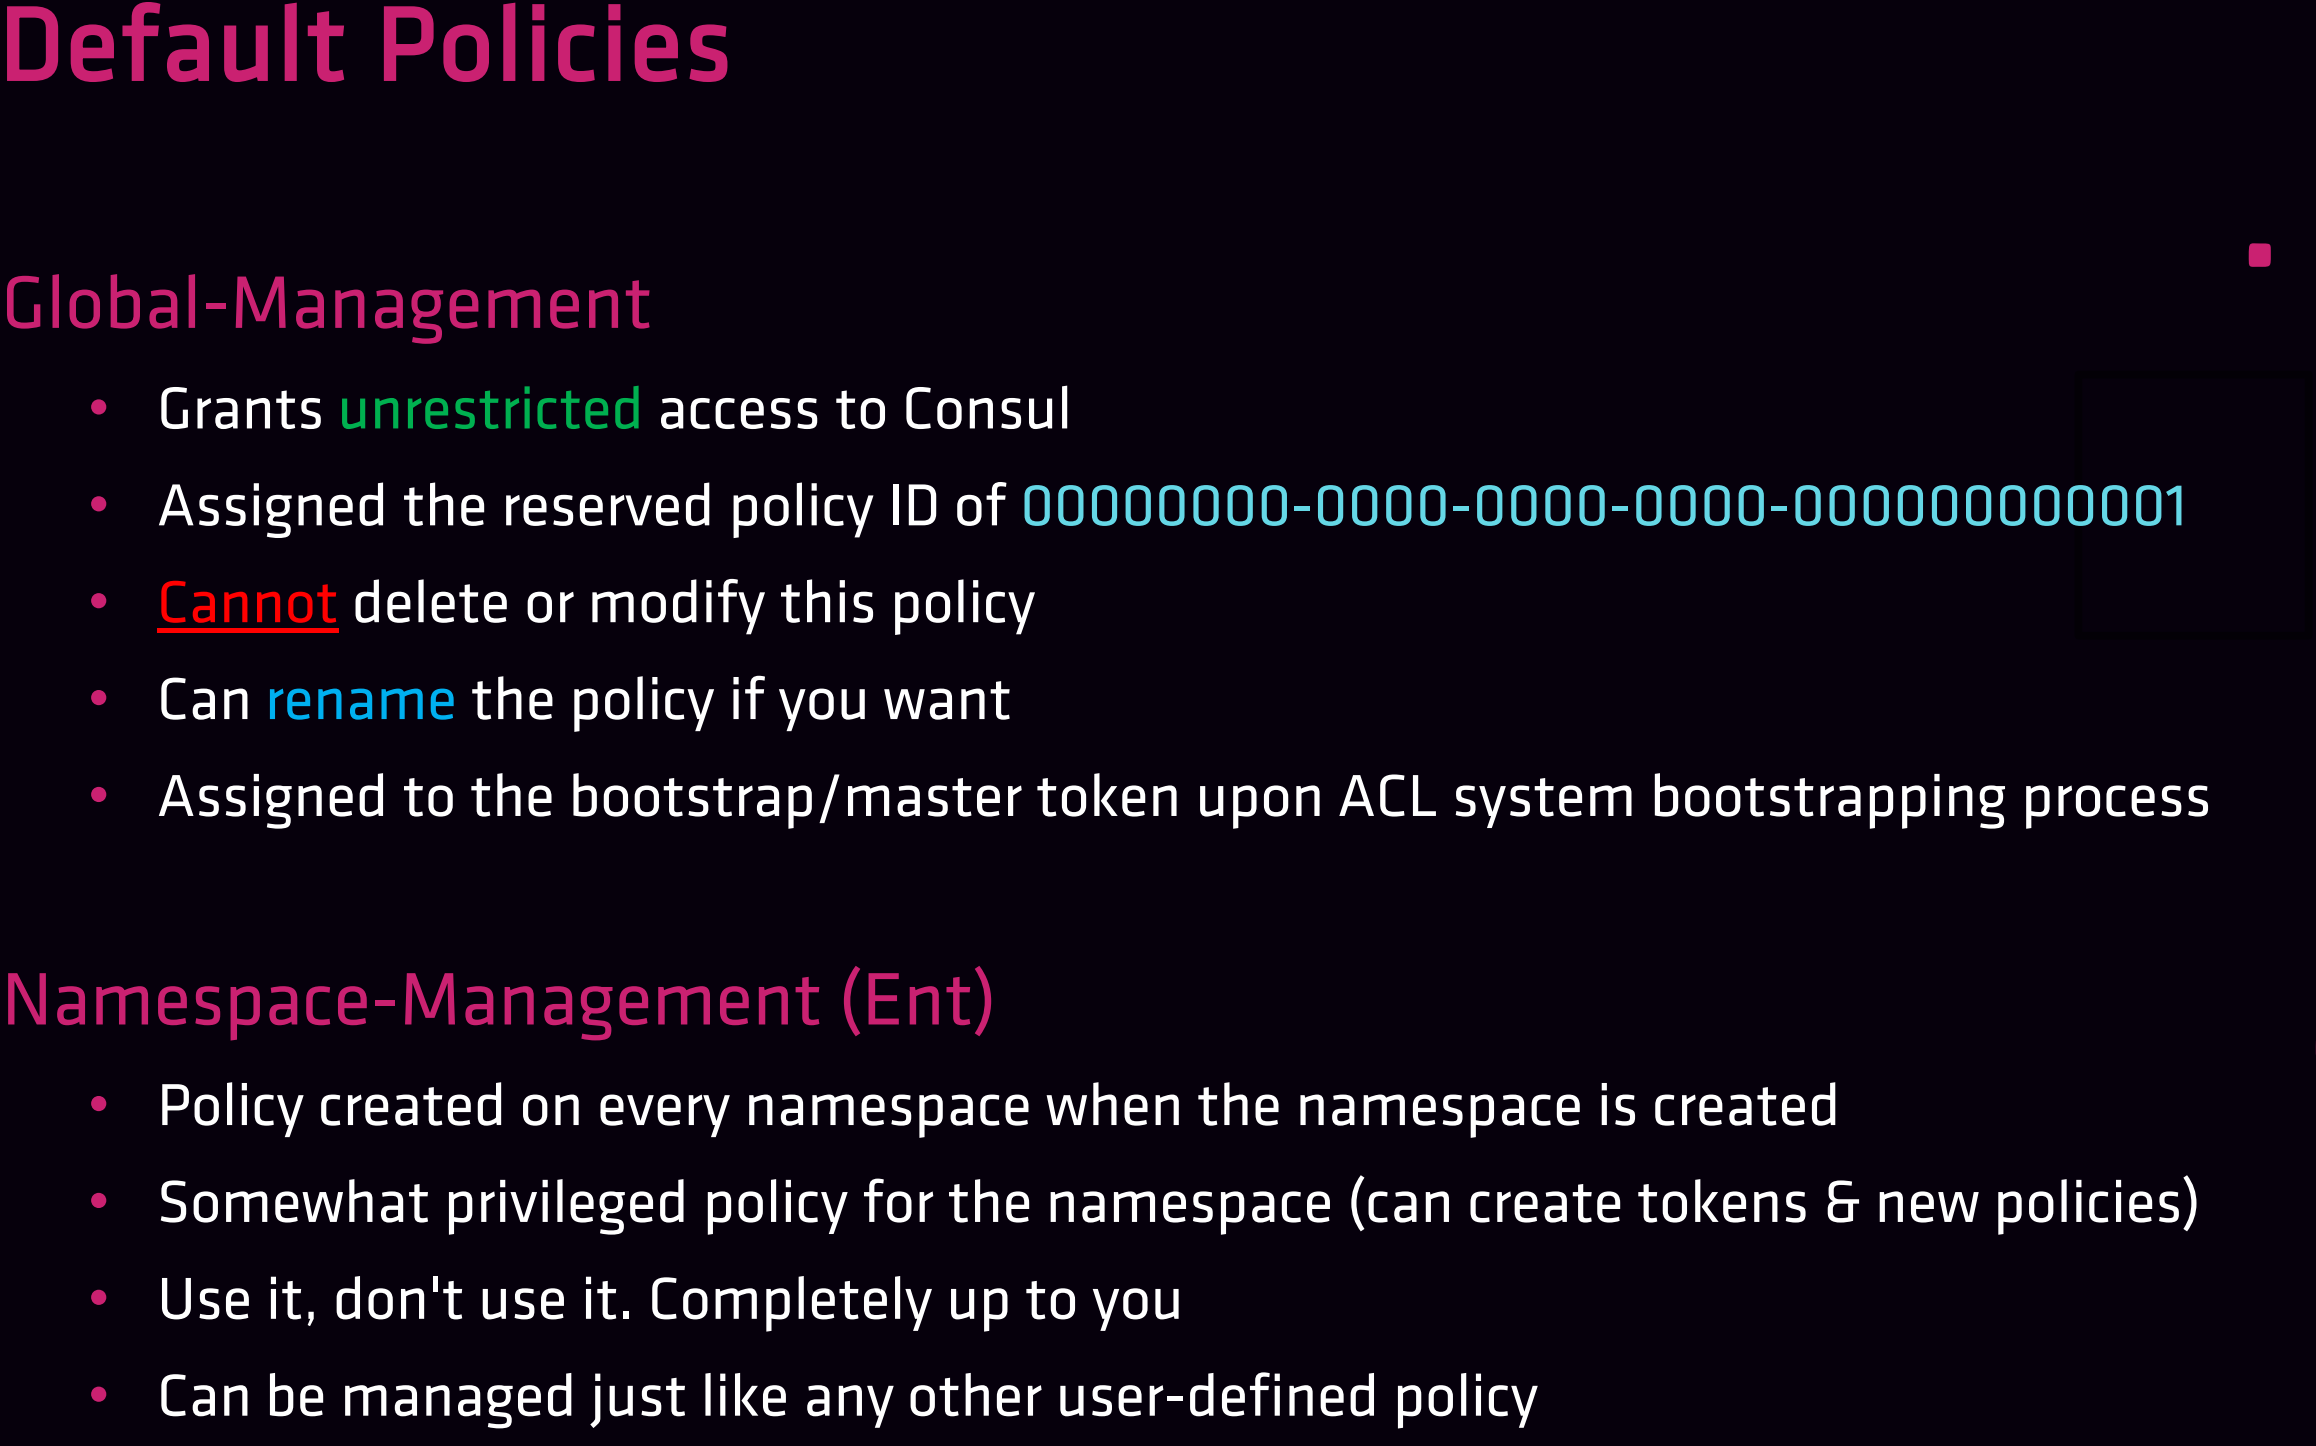 Default Policies
Global-Management
• Grants unrestricted access to Consul
• Assigned the reserved policy ID of 00000000-0000-0000-0000-000000000001
• Cannot delete or modify this policy
• Can rename the policy if you want
• Assigned to the bootstrap/master token upon ACL system bootstrapping process
Namespace-Management (Ent)
• Policy created on every namespace when the namespace is created
• Somewhat privileged policy for the namespace (can create tokens & new policies)
• Use it, don't use it. Completely up to you
• Can be managed just like any other user-defined policy